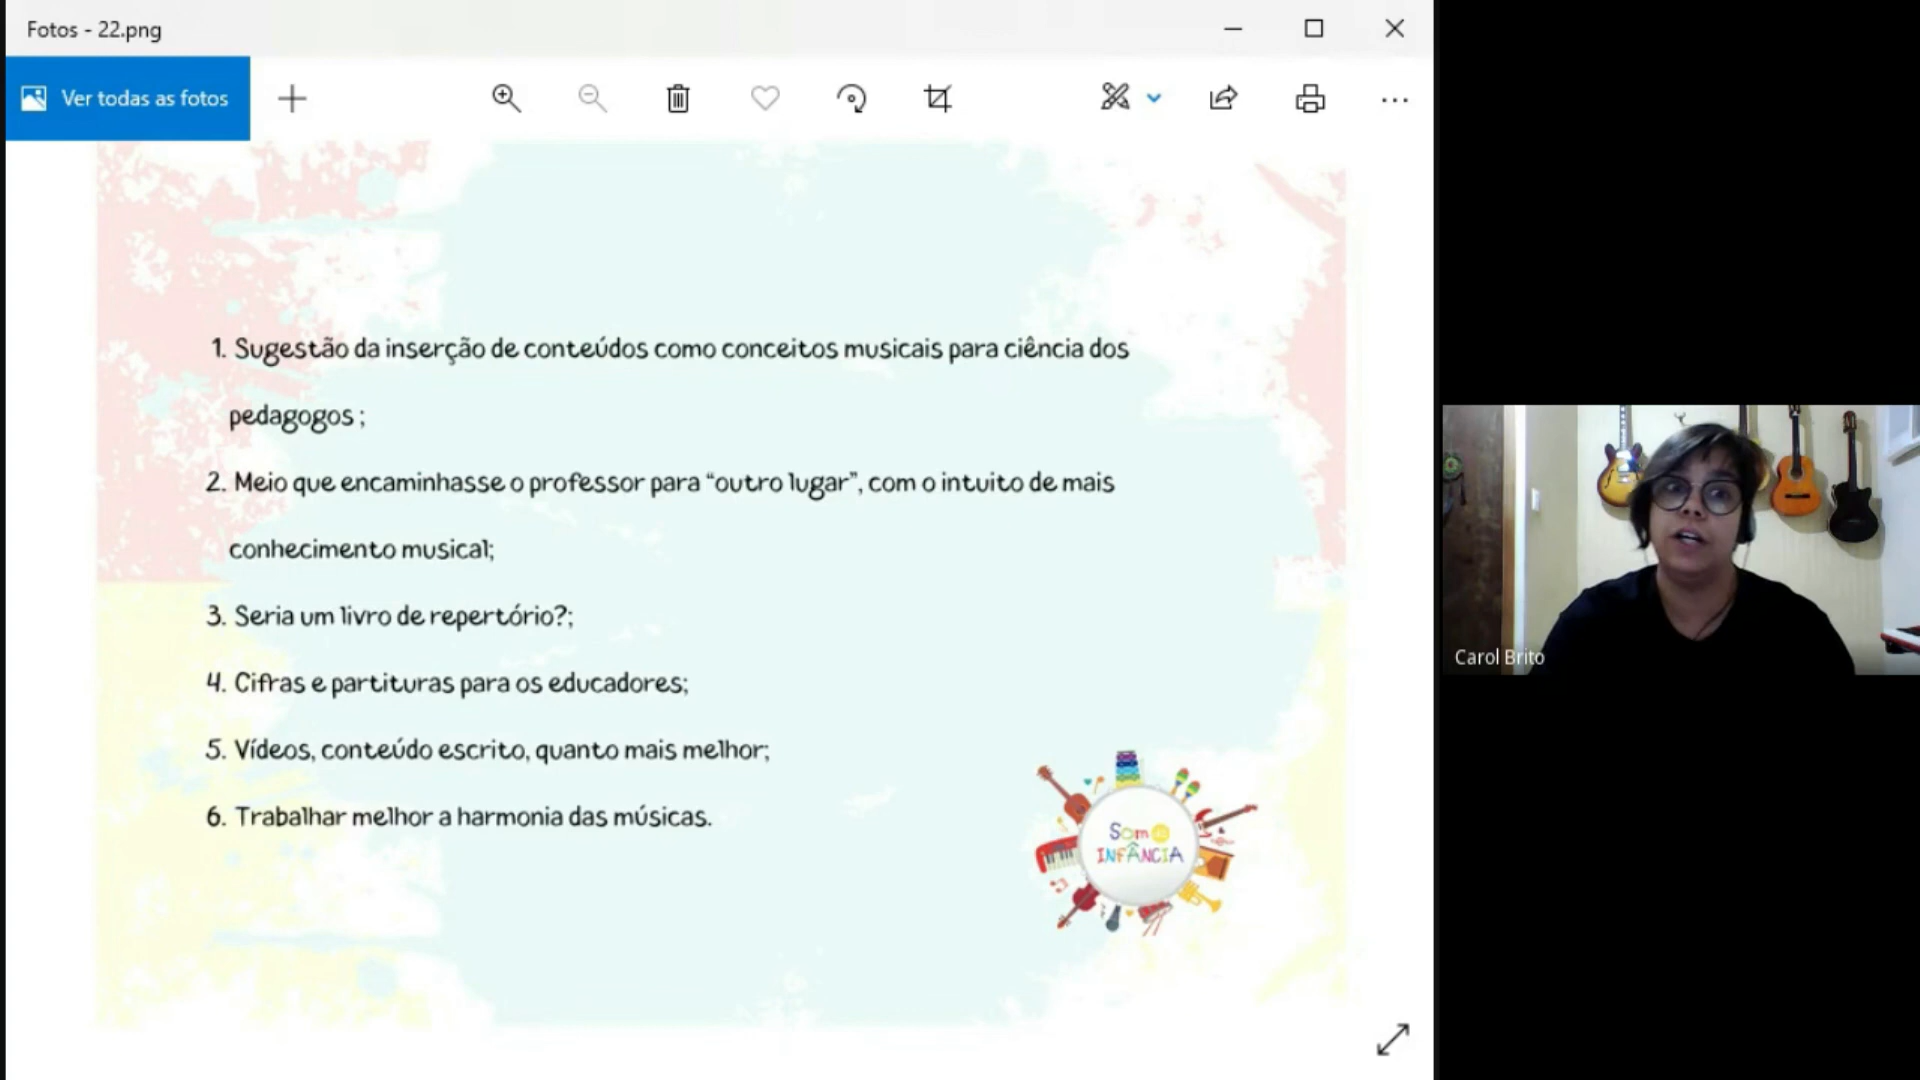 Fotos - 22.png
Ver todas as fotos
1. Sugestão da inserção de conteúdos como conceitos musicais para ciência dos
pedagogos ;
2. Meio que encaminhasse o professor para “outro lugar”, com o intuito de mais
conhecimento musical;
3. Seria um livro de repertório?;
4. Cifras e partituras para os educadores;
5. Vídeos, conteúdo escrito, quanto mais melhor;
6. Trabalhar melhor a harmonia das músicas.
Som
INFÂNCIA
Carol Brito